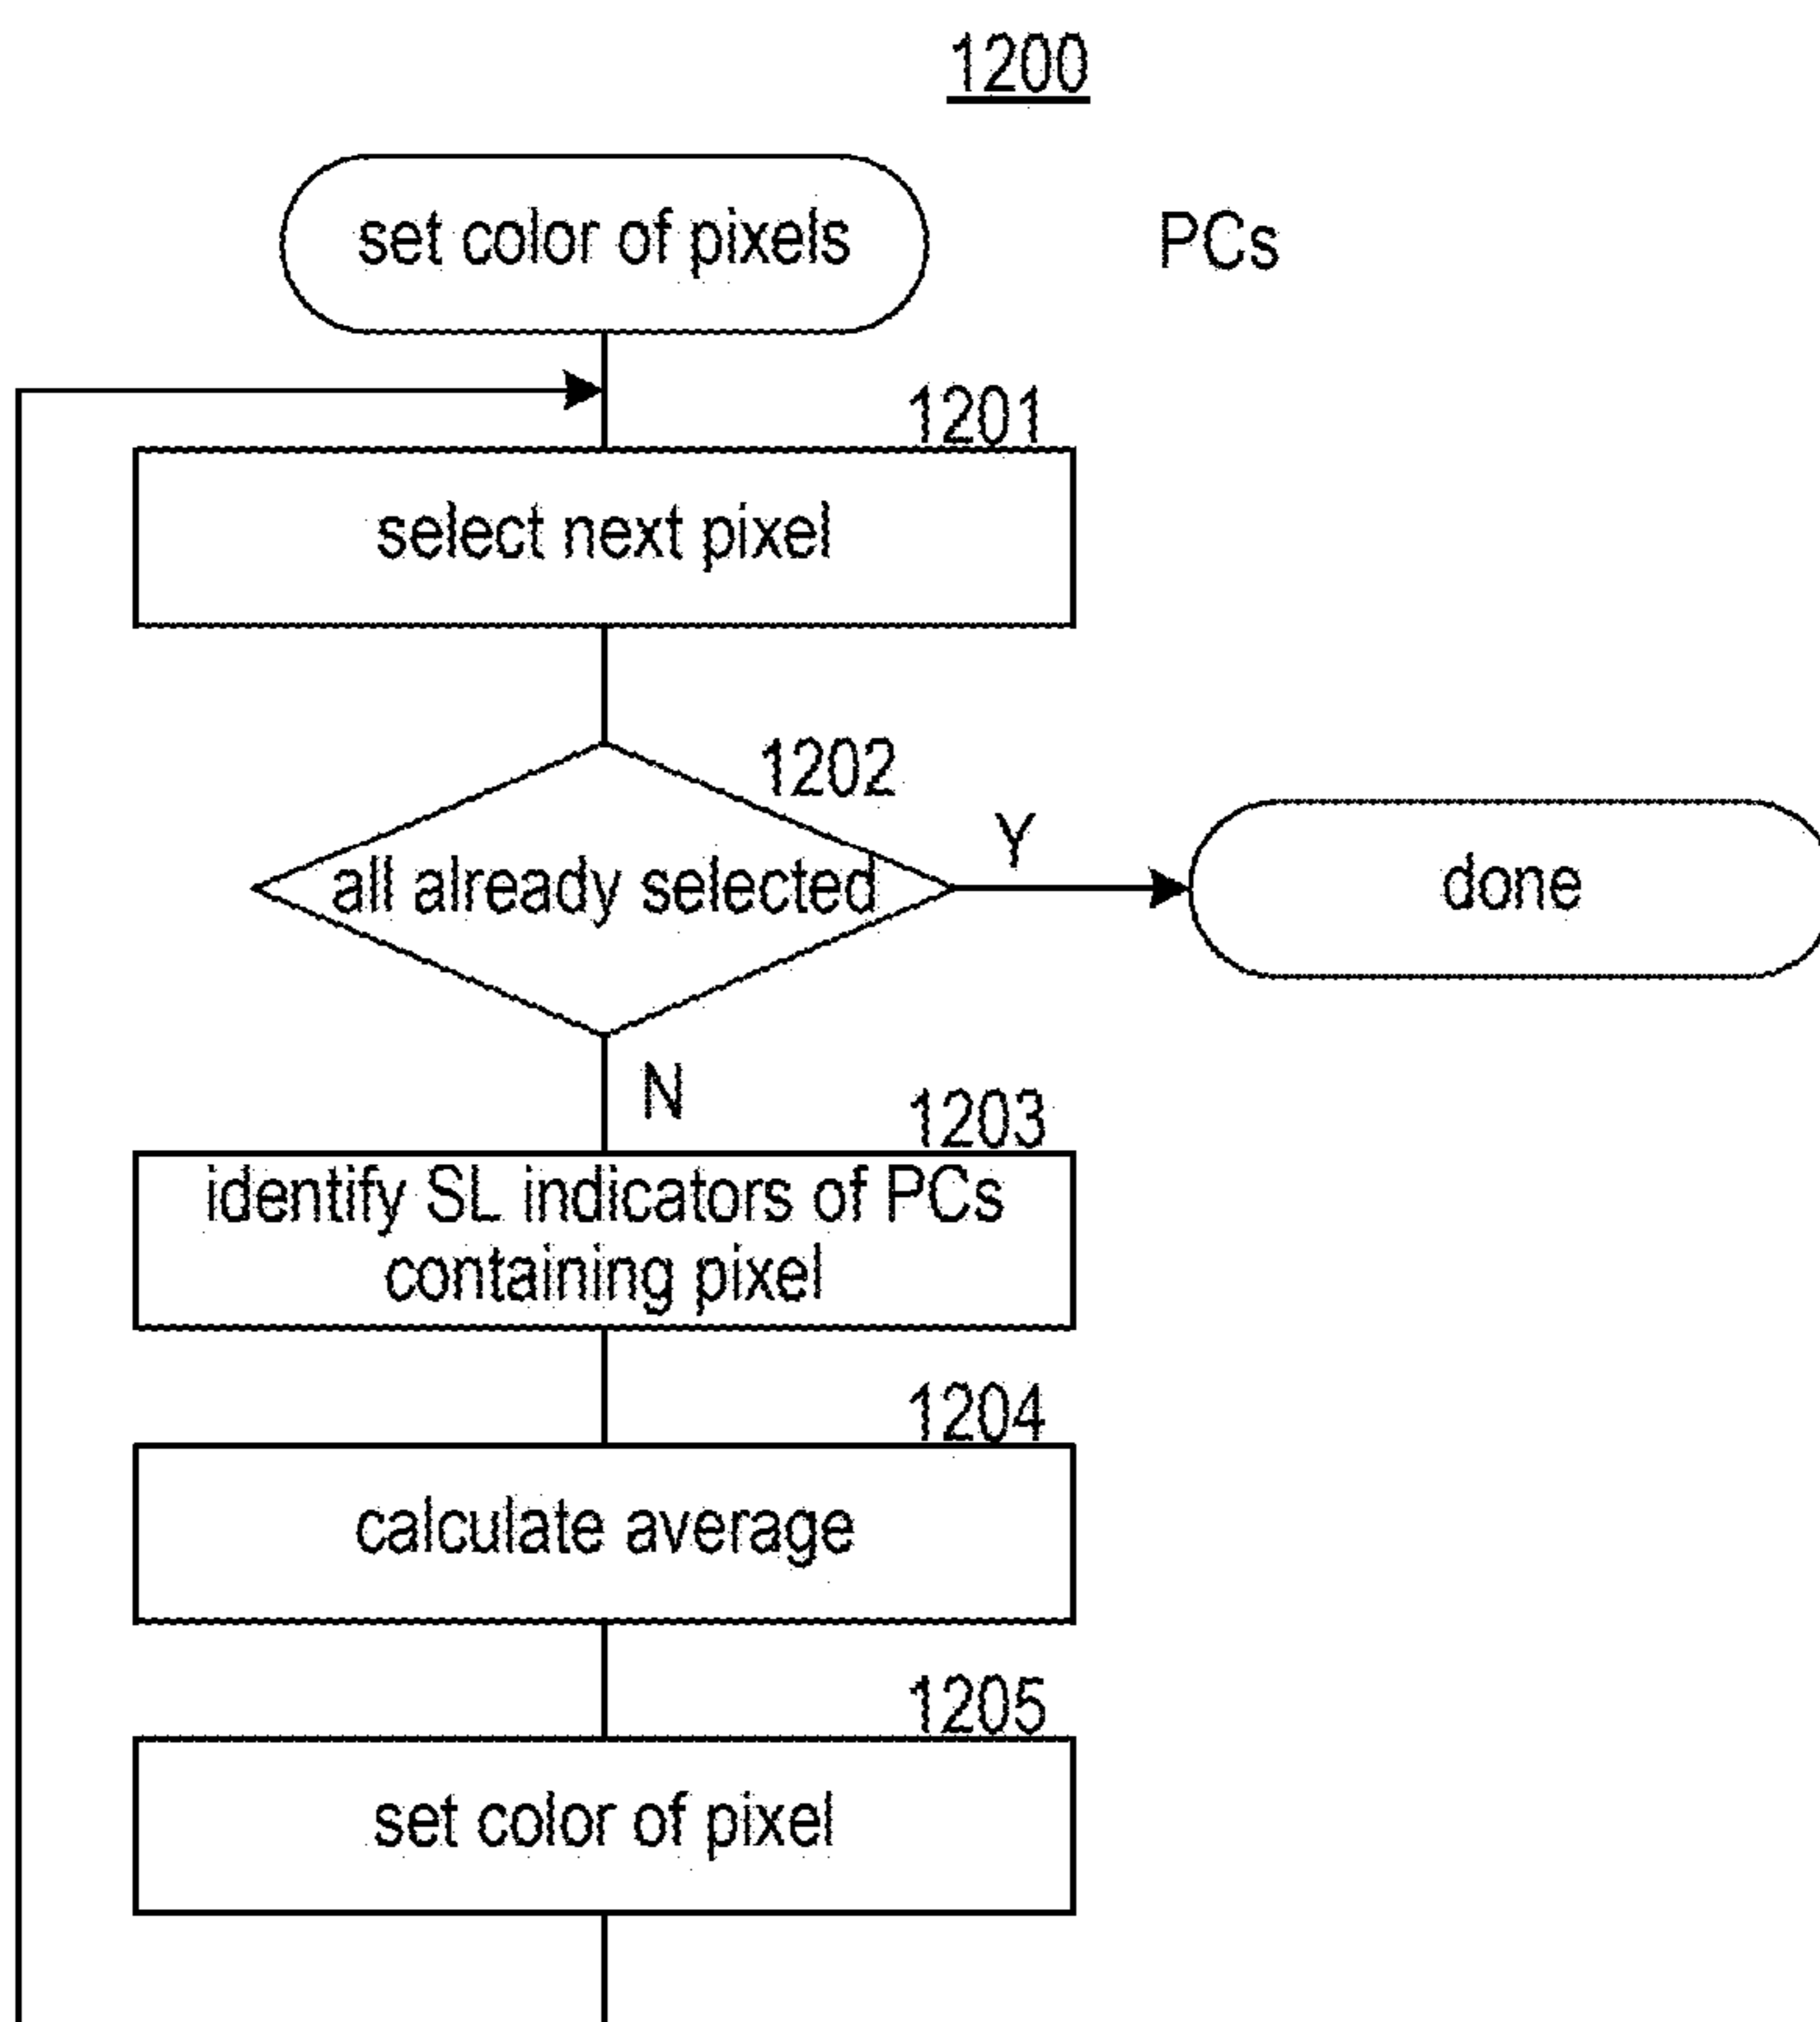 1200
set color of pixels
PCs
1201
select next pixel
1202
all already selected
Y
done
N
1203
identify SL indicators of PCs
containing pixel
1204
calculate average
1205
set color of pixel